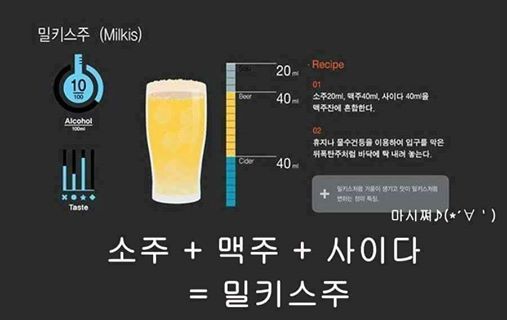 밀키스주 (Milkis)
10
100
Alcohol
100ml
Taste
20 ml
Beer
40 ml
Cider
40 ml
Recipe
01
소주20ml, 맥주40ml, 사이다 40ml을
맥주잔에 혼합한다.
02
휴지나 물수건등을 이용하여 입구를 막은
뒤폭탄주처럼 바닥에 탁 내려 놓는다.
밀키스처럼 거품이 생기고 맛이 밀키스처럼
변하는 점이 특징.
마시쪄♪(*´∀｀)
소주 + 맥주 + 사이다
= 밀키스주